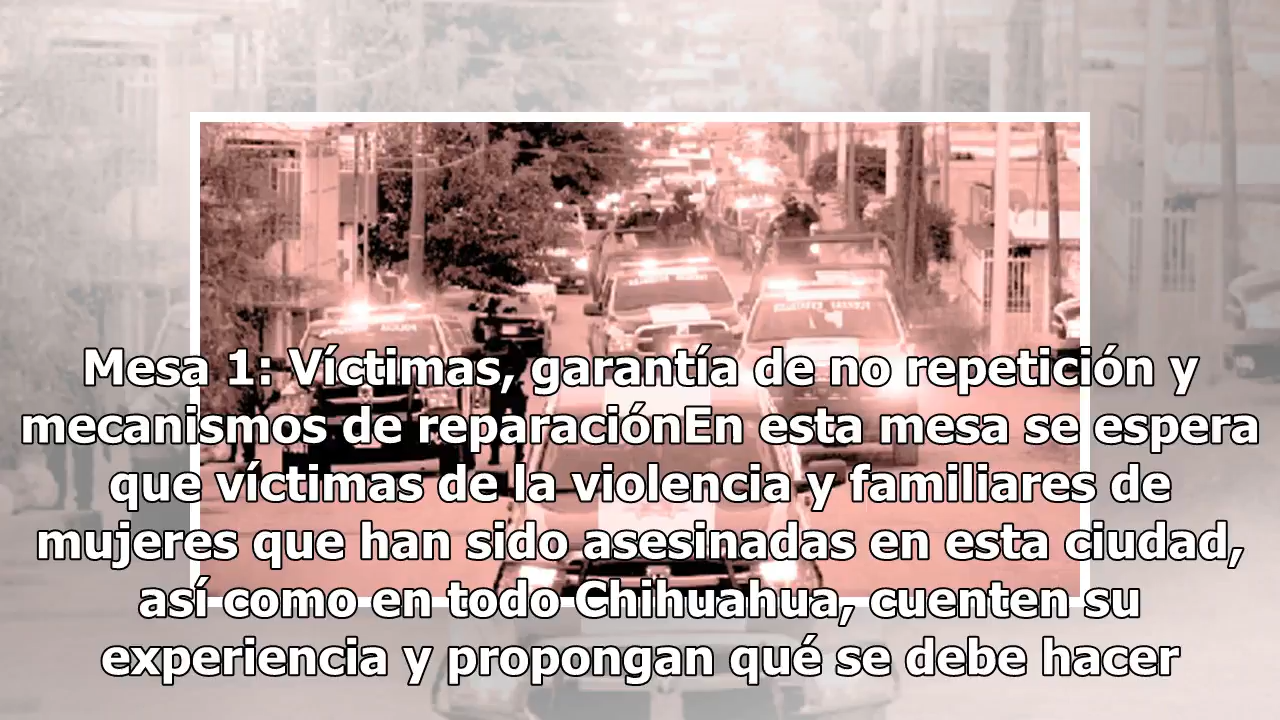 Mesa 1: Víctimas, garantía de no repetición y
mecanismos de reparaciónEn esta mesa se espera
que víctimas de la violencia y familiares de
mujeres que han sido asesinadas en esta ciudad,
así como en todo Chihuahua, cuenten su
experiencia y propongan qué se debe hacer